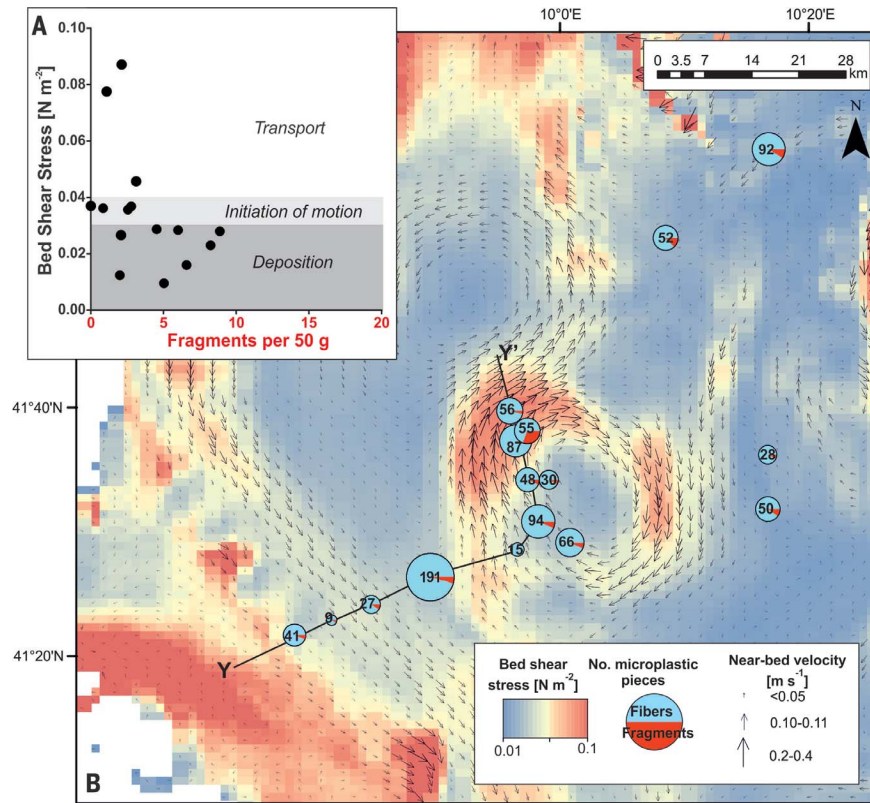 A
Bed Shear Stress [N m-2]
0.10
0.08
0.06
0.04
0.02
0.00
Transport
Initiation of motion
Deposition
0 5 10 15 20
Fragments per 50 g
10°0'E 10°20'E
0 3.5 7 14 21 28
km
N
92
52
Y'
41°40'
56
55
87
28
48 30
50
94
66
15
191
27
9
41
Y
41°20'
Bed shear stress [N m-2]
0.01 0.1
No. microplastic pieces
Fibers
Fragments
Near-bed velocity [m s-1]
<0.05
0.10-0.11
0.2-0.4
B